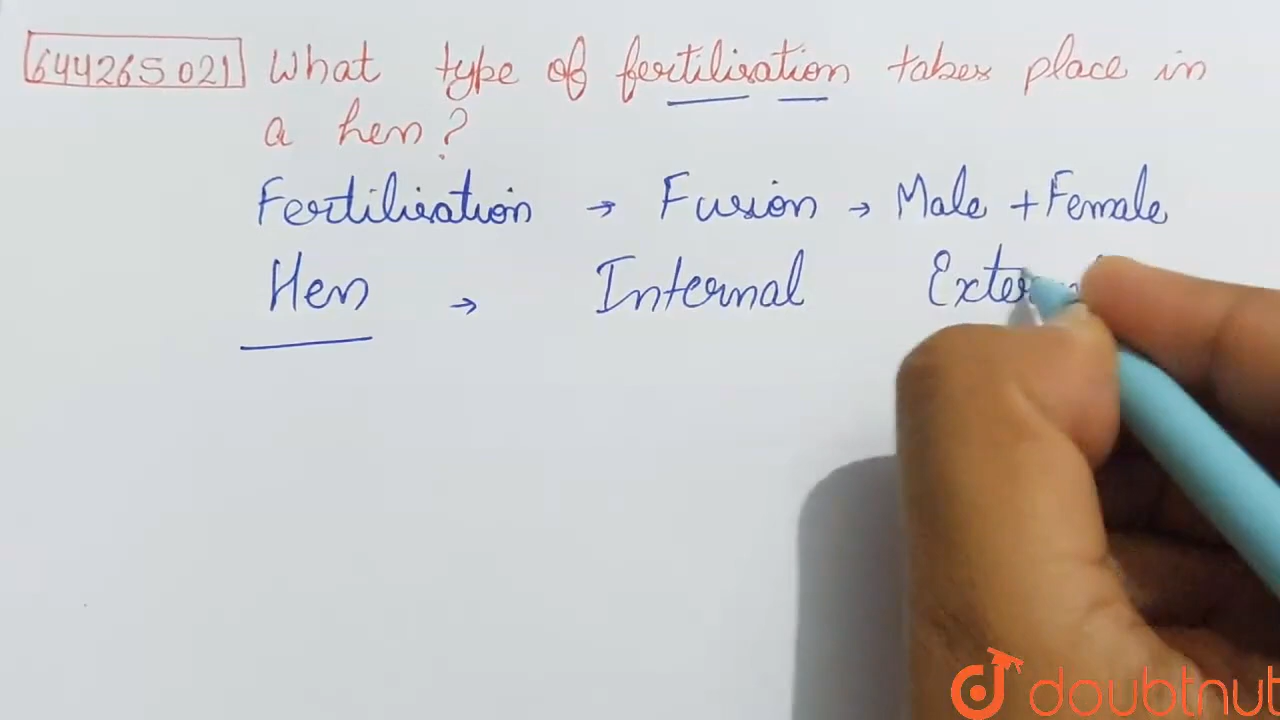 644265021 What type of fertilisation takes place in
a hen?
Fertilisation → Fusion → Male + Female
Hen → Internal
doubtnut